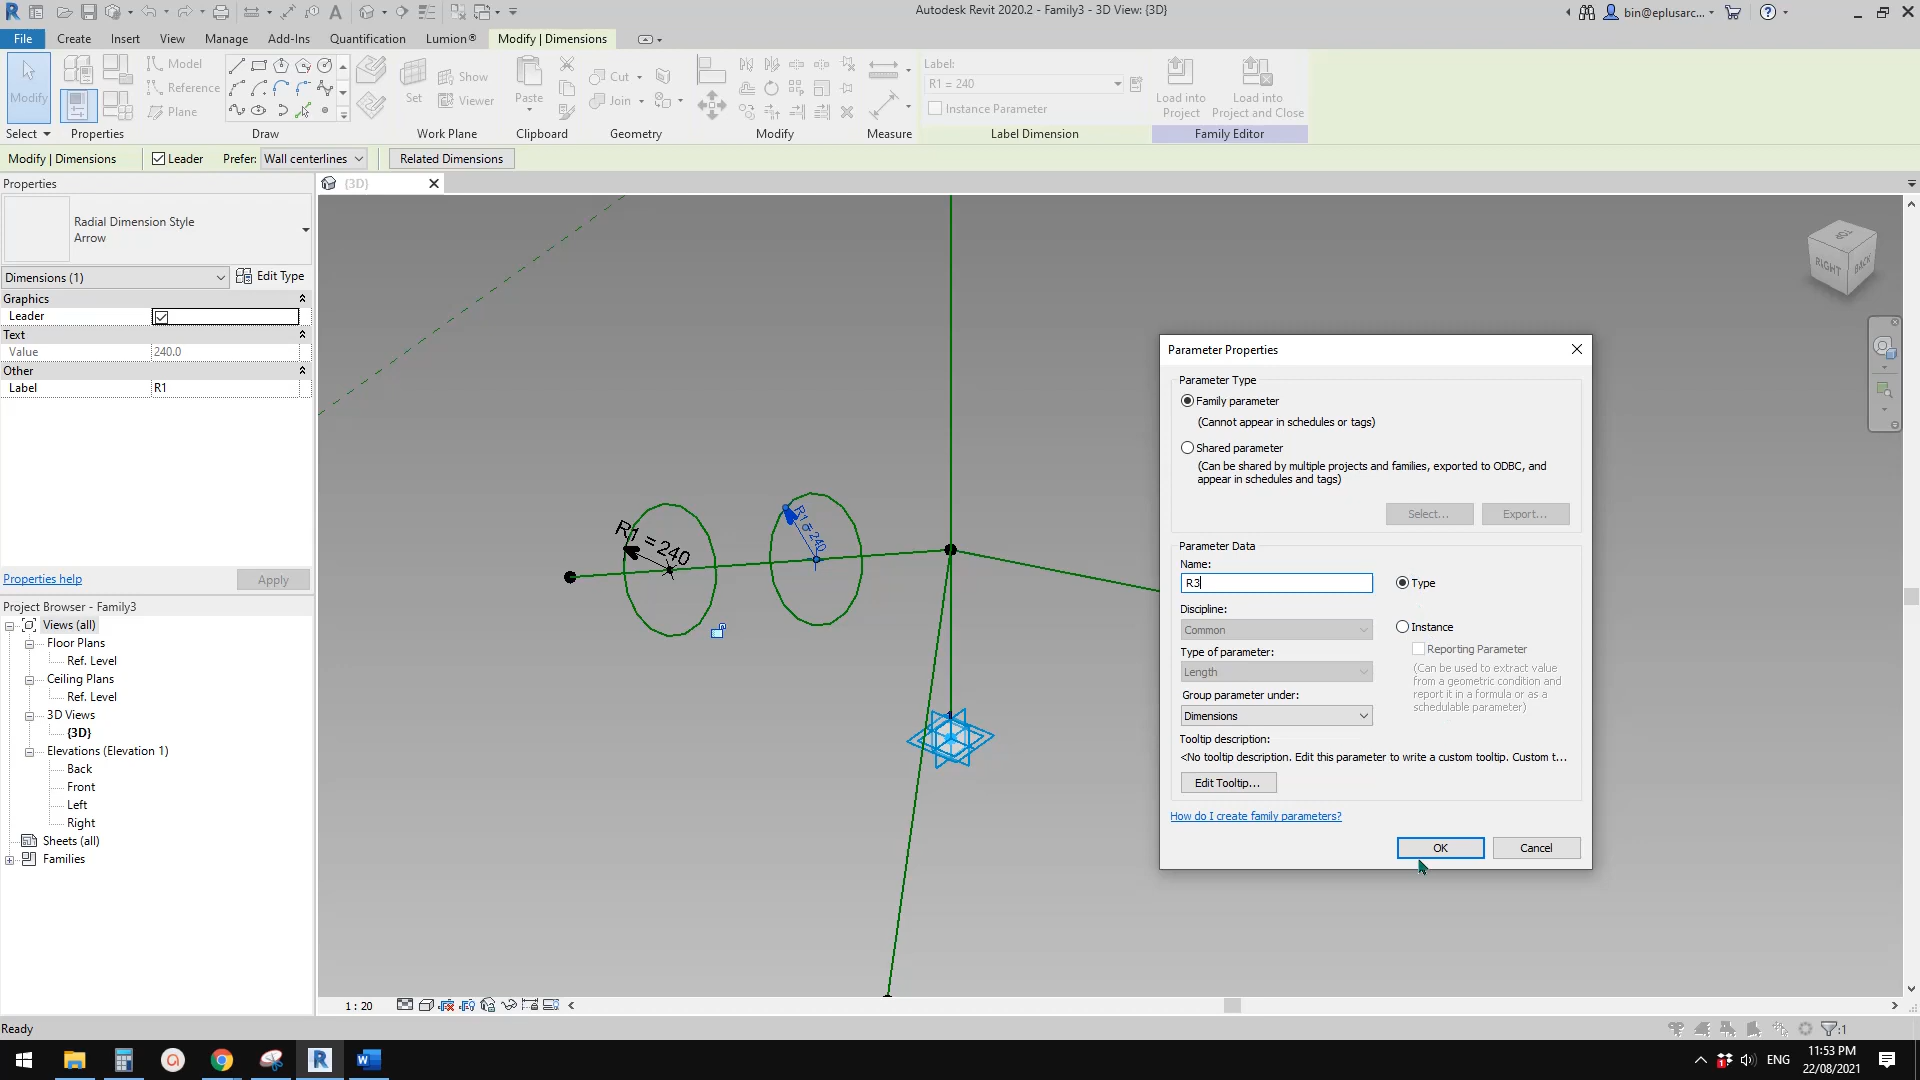 Autodesk Revit 2020.2 - Family3 - 3D View: {3D}
bin@eplusarc...
File
Create
Insert
View
Manage
Add-Ins
Quantification
Lumion®
Modify | Dimensions
Modify
Select
Properties
Model
Reference
Plane
Draw
Set
Show
Viewer
Work Plane
Paste
Clipboard
Cut
Join
Geometry
Modify
Measure
Label:
R1 = 240
Instance Parameter
Label Dimension
Load into
Project
Load into
Project and Close
Family Editor
Modify | Dimensions
Leader
Prefer:
Wall centerlines
Related Dimensions
Properties
Radial Dimension Style
Arrow
Dimensions (1)
Edit Type
Graphics
Leader
Text
Value 240.0
Other
Label R1
Properties help
Apply
Project Browser - Family3
Views (all)
Floor Plans
Ref. Level
Ceiling Plans
Ref. Level
3D Views
{3D}
Elevations (Elevation 1)
Back
Front
Left
Right
Sheets (all)
Families
{3D}
R1 = 240
R1 = 240
TOP
RIGHT
BACK
Parameter Properties
Parameter Type
Family parameter
(Cannot appear in schedules or tags)
Shared parameter
(Can be shared by multiple projects and families, exported to ODBC, and
appear in schedules and tags)
Select...
Export...
Parameter Data
Name:
R3
Type
Discipline:
Common
Instance
Type of parameter:
Reporting Parameter
Length
(Can be used to extract value
from a geometric condition and
report it in a formula or as a
schedulable parameter)
Group parameter under:
Dimensions
Tooltip description:
<No tooltip description. Edit this parameter to write a custom tooltip. Custom t...
Edit Tooltip...
How do I create family parameters?
OK
Cancel
1 : 20
Ready
:1
ENG
11:53 PM
22/08/2021